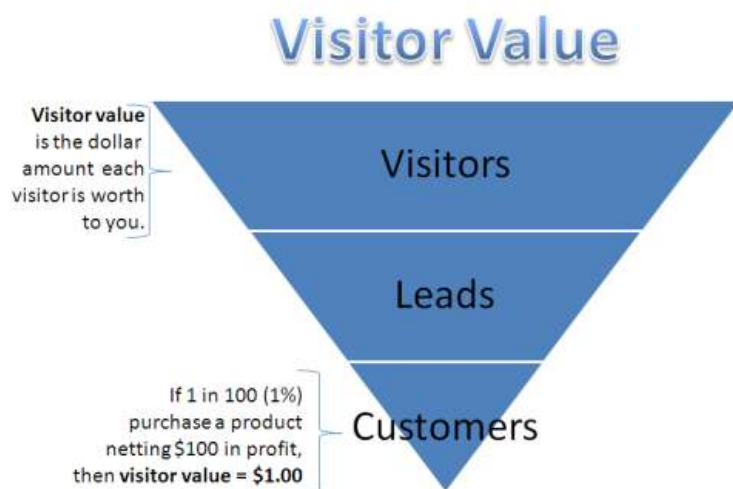 Visitor Value
Visitor value
is the dollar
amount each
visitor is worth
to you.
Visitors
Leads
If 1 in 100 (1%)
purchase a product
netting $100 in profit,
then visitor value = $1.00
Customers